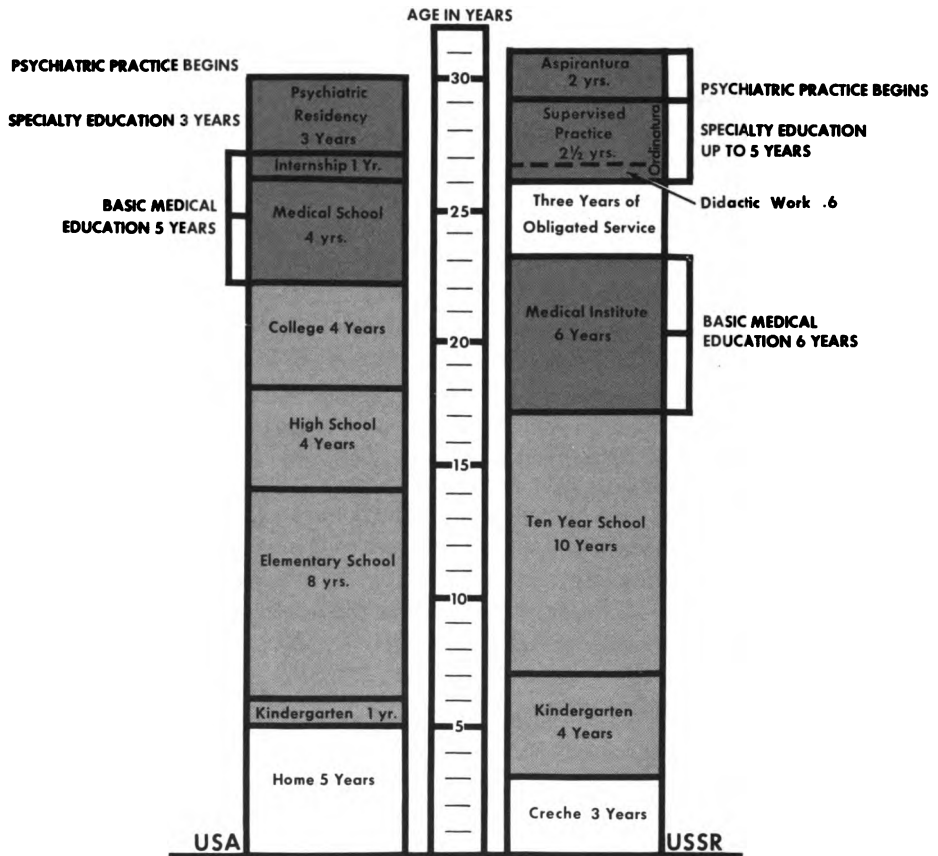 AGE IN YEARS
PSYCHIATRIC PRACTICE BEGINS
SPECIALTY EDUCATION 3 YEARS
BASIC MEDICAL
EDUCATION 5 YEARS
Psychiatric
Residency
3 Years
Internship 1 Yr.
Medical School
4 yrs.
College 4 Years
High School
4 Years
Elementary School
8 yrs.
Kindergarten 1 yr.
Home 5 Years
USA
30
25
20
15
10
5
Aspirantura
2 yrs.
Supervised
Practice
2½ yrs.
Ordinatura
Three Years of
Obligated Service
Medical Institute
6 Years
Ten Year School
10 Years
Kindergarten
4 Years
Creche 3 Years
USSR
PSYCHIATRIC PRACTICE BEGINS
SPECIALTY EDUCATION
UP TO 5 YEARS
Didactic Work .6
BASIC MEDICAL
EDUCATION 6 YEARS